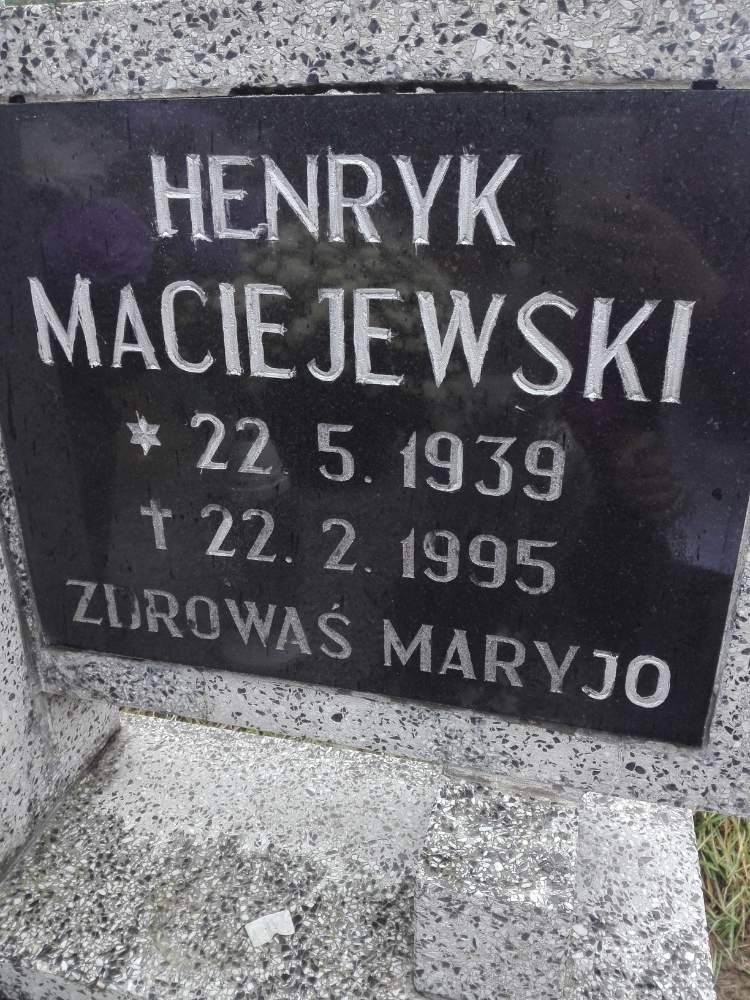 HENRYK
MACIEJEWSKI
* 22. 5. 1939
† 22. 2. 1995
ZDROWAŚ MARYJO